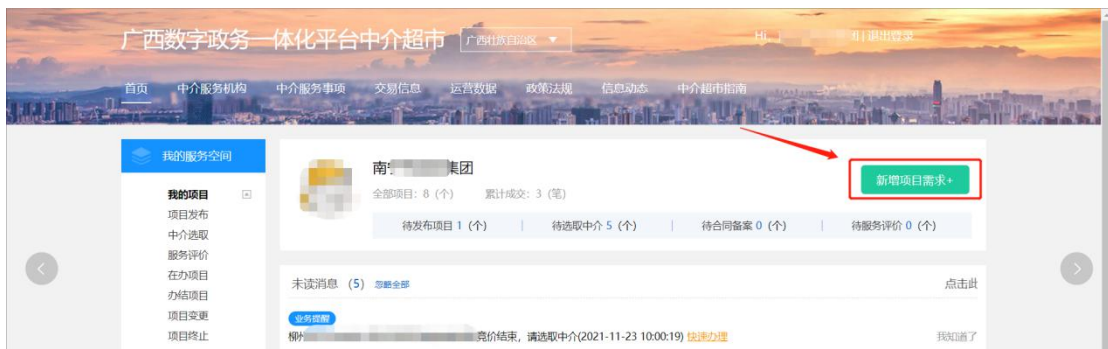 广西数字政务一体化平台中介超市 广西壮族自治区 ▼ Hi, 退出登录
首页 中介服务机构 中介服务事项 交易信息 运营数据 政策法规 信息动态 中介超市指南
我的服务空间
我的项目
项目发布
中介选取
服务评价
在办项目
办结项目
项目变更
项目终止
南宁 集团
新增项目需求+
全部项目：8（个） 累计成交：3（笔）
待发布项目 1（个） | 待选取中介 5（个） | 待合同备案 0（个） | 待服务评价 0（个）
未读消息（5） 忽略全部 点击此
业务提醒
柳州 竞价结束，请选取中介(2021-11-23 10:00:19) 快速办理 我知道了